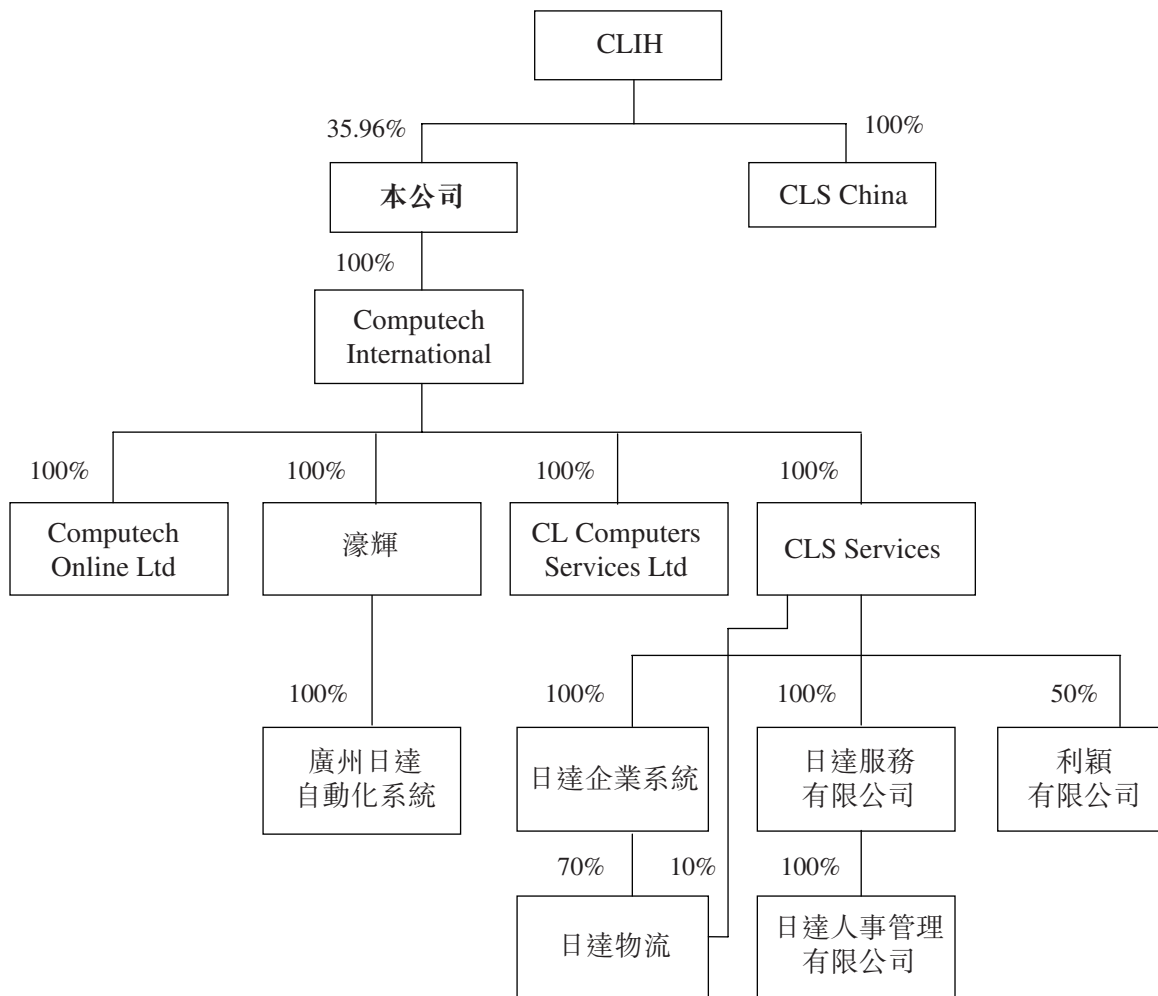 CLIH
35.96%
100%
本公司
CLS China
100%
Computech
International
100%
100%
100%
100%
Computech
Online Ltd
濠輝
CL Computers
Services Ltd
CLS Services
100%
100%
100%
50%
廣州日達
自動化系統
日達企業系統
日達服務
有限公司
利穎
有限公司
70%
10%
100%
日達物流
日達人事管理
有限公司